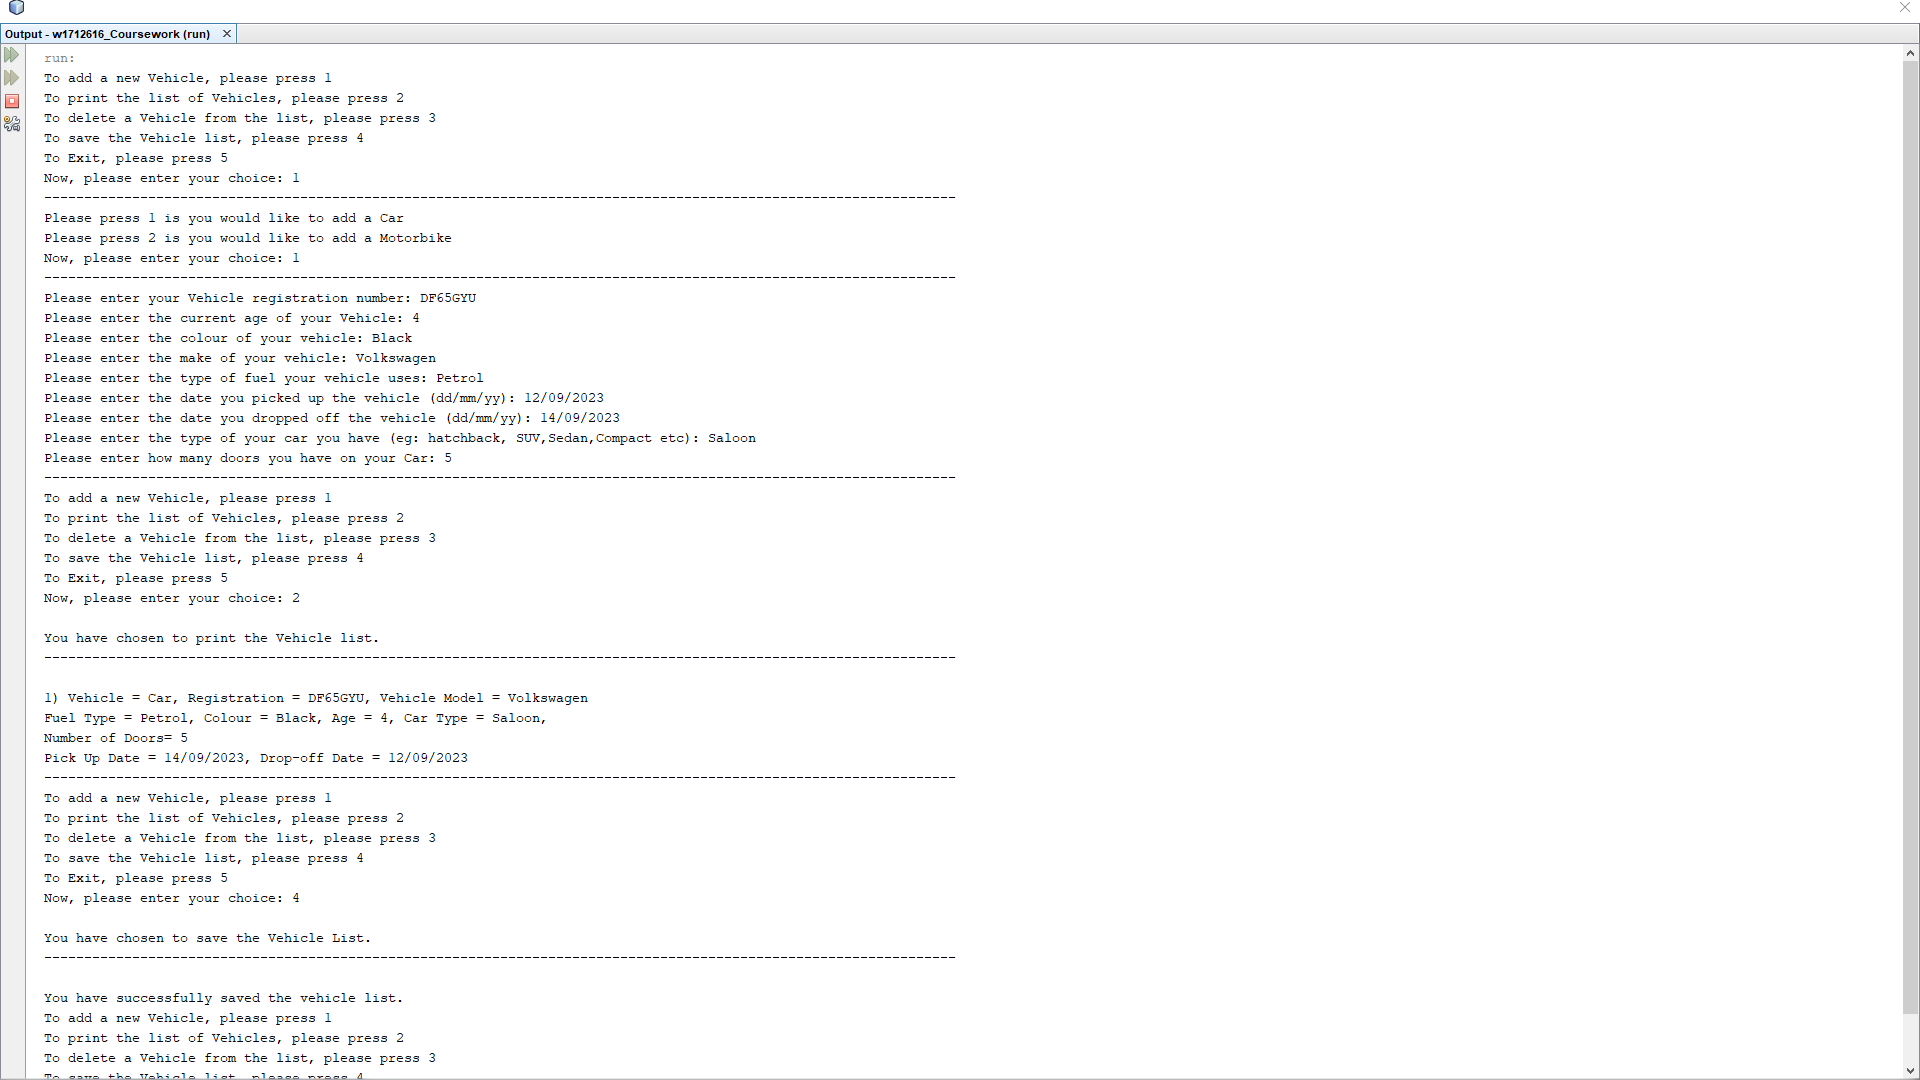 Output - w1712616_Coursework (run)
run:
To add a new Vehicle, please press 1
To print the list of Vehicles, please press 2
To delete a Vehicle from the list, please press 3
To save the Vehicle list, please press 4
To Exit, please press 5
Now, please enter your choice: 1
------------------------------------------------------------------------------------------------------------------
Please press 1 is you would like to add a Car
Please press 2 is you would like to add a Motorbike
Now, please enter your choice: 1
------------------------------------------------------------------------------------------------------------------
Please enter your Vehicle registration number: DF65GYU
Please enter the current age of your Vehicle: 4
Please enter the colour of your vehicle: Black
Please enter the make of your vehicle: Volkswagen
Please enter the type of fuel your vehicle uses: Petrol
Please enter the date you picked up the vehicle (dd/mm/yy): 12/09/2023
Please enter the date you dropped off the vehicle (dd/mm/yy): 14/09/2023
Please enter the type of your car you have (eg: hatchback, SUV,Sedan,Compact etc): Saloon
Please enter how many doors you have on your Car: 5
------------------------------------------------------------------------------------------------------------------
To add a new Vehicle, please press 1
To print the list of Vehicles, please press 2
To delete a Vehicle from the list, please press 3
To save the Vehicle list, please press 4
To Exit, please press 5
Now, please enter your choice: 2
You have chosen to print the Vehicle list.
------------------------------------------------------------------------------------------------------------------
1) Vehicle = Car, Registration = DF65GYU, Vehicle Model = Volkswagen
Fuel Type = Petrol, Colour = Black, Age = 4, Car Type = Saloon,
Number of Doors= 5
Pick Up Date = 14/09/2023, Drop-off Date = 12/09/2023
------------------------------------------------------------------------------------------------------------------
To add a new Vehicle, please press 1
To print the list of Vehicles, please press 2
To delete a Vehicle from the list, please press 3
To save the Vehicle list, please press 4
To Exit, please press 5
Now, please enter your choice: 4
You have chosen to save the Vehicle List.
------------------------------------------------------------------------------------------------------------------
You have successfully saved the vehicle list.
To add a new Vehicle, please press 1
To print the list of Vehicles, please press 2
To delete a Vehicle from the list, please press 3
To save the Vehicle list, please press 4